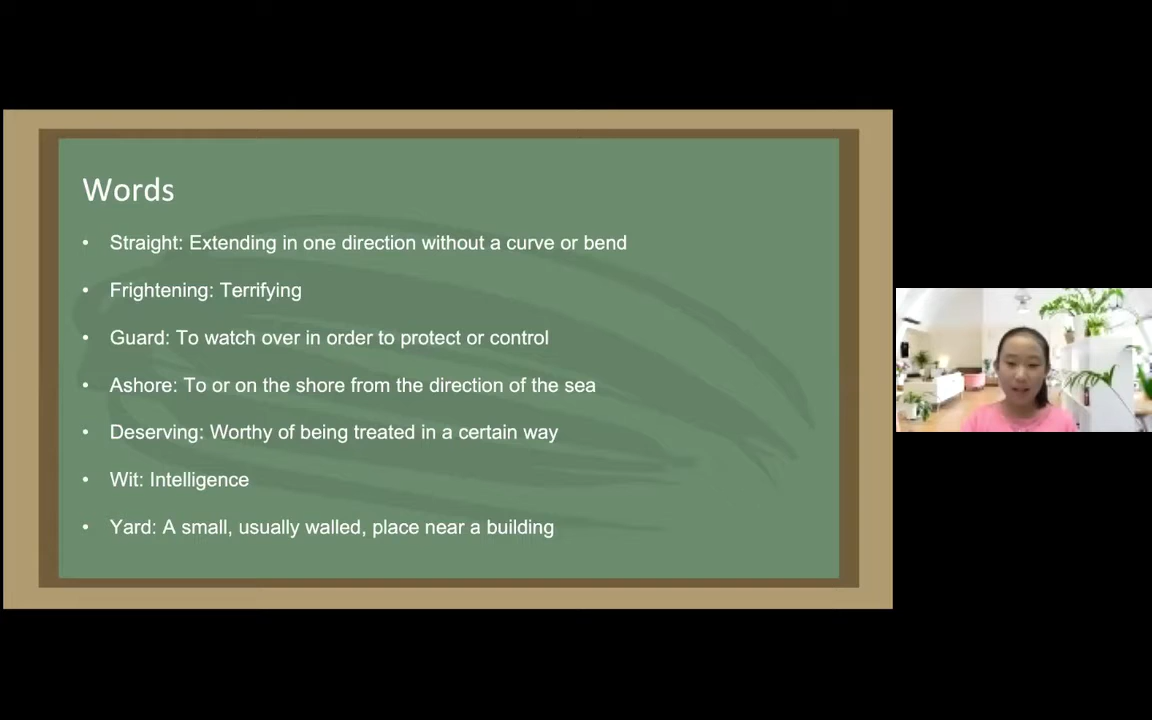 Words
• Straight: Extending in one direction without a curve or bend
• Frightening: Terrifying
• Guard: To watch over in order to protect or control
• Ashore: To or on the shore from the direction of the sea
• Deserving: Worthy of being treated in a certain way
• Wit: Intelligence
• Yard: A small, usually walled, place near a building